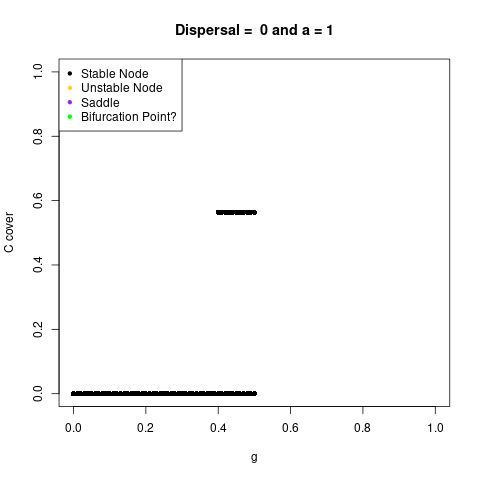 Dispersal =  0 and a = 1
Stable Node
Unstable Node
Saddle
Bifurcation Point?
C cover
1.0
0.8
0.6
0.4
0.2
0.0
0.0 0.2 0.4 0.6 0.8 1.0
g